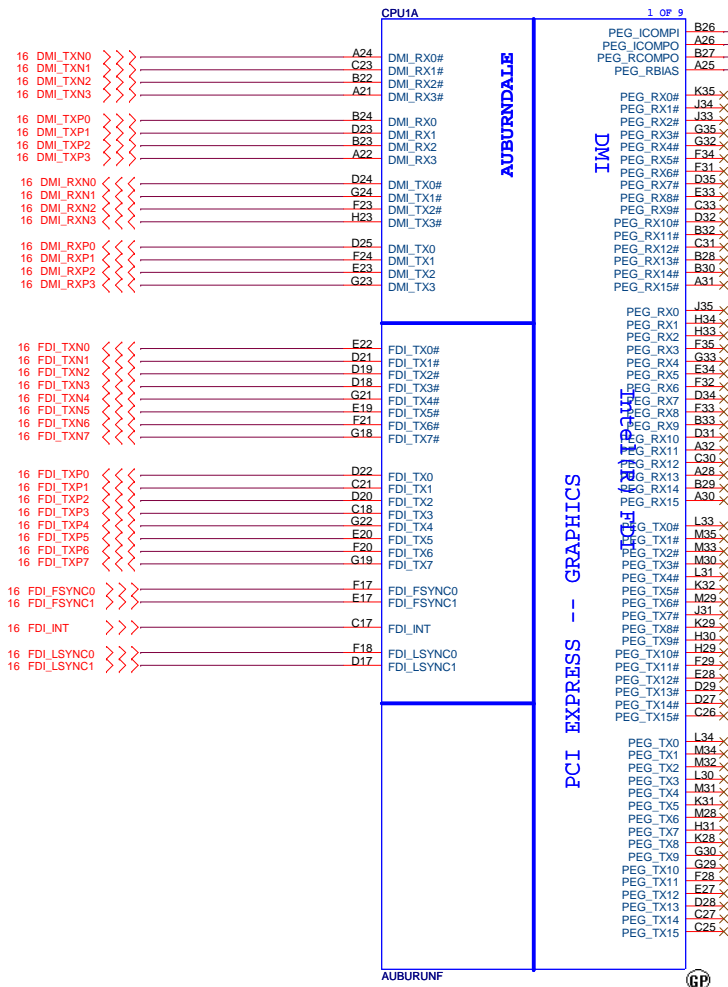 CPU1A
1 OF 9
16 DMI_TXN0 A24 DMI_RX0#
16 DMI_TXN1 C23 DMI_RX1#
16 DMI_TXN2 B22 DMI_RX2#
16 DMI_TXN3 A21 DMI_RX3#
16 DMI_TXP0 B24 DMI_RX0
16 DMI_TXP1 D23 DMI_RX1
16 DMI_TXP2 B23 DMI_RX2
16 DMI_TXP3 A22 DMI_RX3
16 DMI_RXN0 D24 DMI_TX0#
16 DMI_RXN1 G24 DMI_TX1#
16 DMI_RXN2 F23 DMI_TX2#
16 DMI_RXN3 H23 DMI_TX3#
16 DMI_RXP0 D25 DMI_TX0
16 DMI_RXP1 F24 DMI_TX1
16 DMI_RXP2 E23 DMI_TX2
16 DMI_RXP3 G23 DMI_TX3
16 FDI_TXN0 E22 FDI_TX0#
16 FDI_TXN1 D21 FDI_TX1#
16 FDI_TXN2 D19 FDI_TX2#
16 FDI_TXN3 D18 FDI_TX3#
16 FDI_TXN4 G21 FDI_TX4#
16 FDI_TXN5 E19 FDI_TX5#
16 FDI_TXN6 F21 FDI_TX6#
16 FDI_TXN7 G18 FDI_TX7#
16 FDI_TXP0 D22 FDI_TX0
16 FDI_TXP1 C21 FDI_TX1
16 FDI_TXP2 D20 FDI_TX2
16 FDI_TXP3 C18 FDI_TX3
16 FDI_TXP4 G22 FDI_TX4
16 FDI_TXP5 E20 FDI_TX5
16 FDI_TXP6 F20 FDI_TX6
16 FDI_TXP7 G19 FDI_TX7
16 FDI_FSYNC0 F17 FDI_FSYNC0
16 FDI_FSYNC1 E17 FDI_FSYNC1
16 FDI_INT C17 FDI_INT
16 FDI_LSYNC0 F18 FDI_LSYNC0
16 FDI_LSYNC1 D17 FDI_LSYNC1
AUBURNDALE
DMI
Intel(R) FDI
PCI EXPRESS -- GRAPHICS
PEG_ICOMPI B26
PEG_ICOMPO A26
PEG_RCOMPO B27
PEG_RBIAS A25
PEG_RX0# K35
PEG_RX1# J34
PEG_RX2# J33
PEG_RX3# G35
PEG_RX4# G32
PEG_RX5# F34
PEG_RX6# F31
PEG_RX7# D35
PEG_RX8# E33
PEG_RX9# C33
PEG_RX10# D32
PEG_RX11# B32
PEG_RX12# C31
PEG_RX13# B28
PEG_RX14# B30
PEG_RX15# A31
PEG_RX0 J35
PEG_RX1 H34
PEG_RX2 H33
PEG_RX3 F35
PEG_RX4 G33
PEG_RX5 E34
PEG_RX6 F32
PEG_RX7 D34
PEG_RX8 F33
PEG_RX9 B33
PEG_RX10 D31
PEG_RX11 A32
PEG_RX12 C30
PEG_RX13 A28
PEG_RX14 B29
PEG_RX15 A30
PEG_TX0# L33
PEG_TX1# M35
PEG_TX2# M33
PEG_TX3# M30
PEG_TX4# L31
PEG_TX5# K32
PEG_TX6# M29
PEG_TX7# J31
PEG_TX8# K29
PEG_TX9# H30
PEG_TX10# H29
PEG_TX11# F29
PEG_TX12# E28
PEG_TX13# D29
PEG_TX14# D27
PEG_TX15# C26
PEG_TX0 L34
PEG_TX1 M34
PEG_TX2 M32
PEG_TX3 L30
PEG_TX4 M31
PEG_TX5 K31
PEG_TX6 M28
PEG_TX7 H31
PEG_TX8 K28
PEG_TX9 G30
PEG_TX10 G29
PEG_TX11 F28
PEG_TX12 E27
PEG_TX13 D28
PEG_TX14 C27
PEG_TX15 C25
AUBURUNF
GP